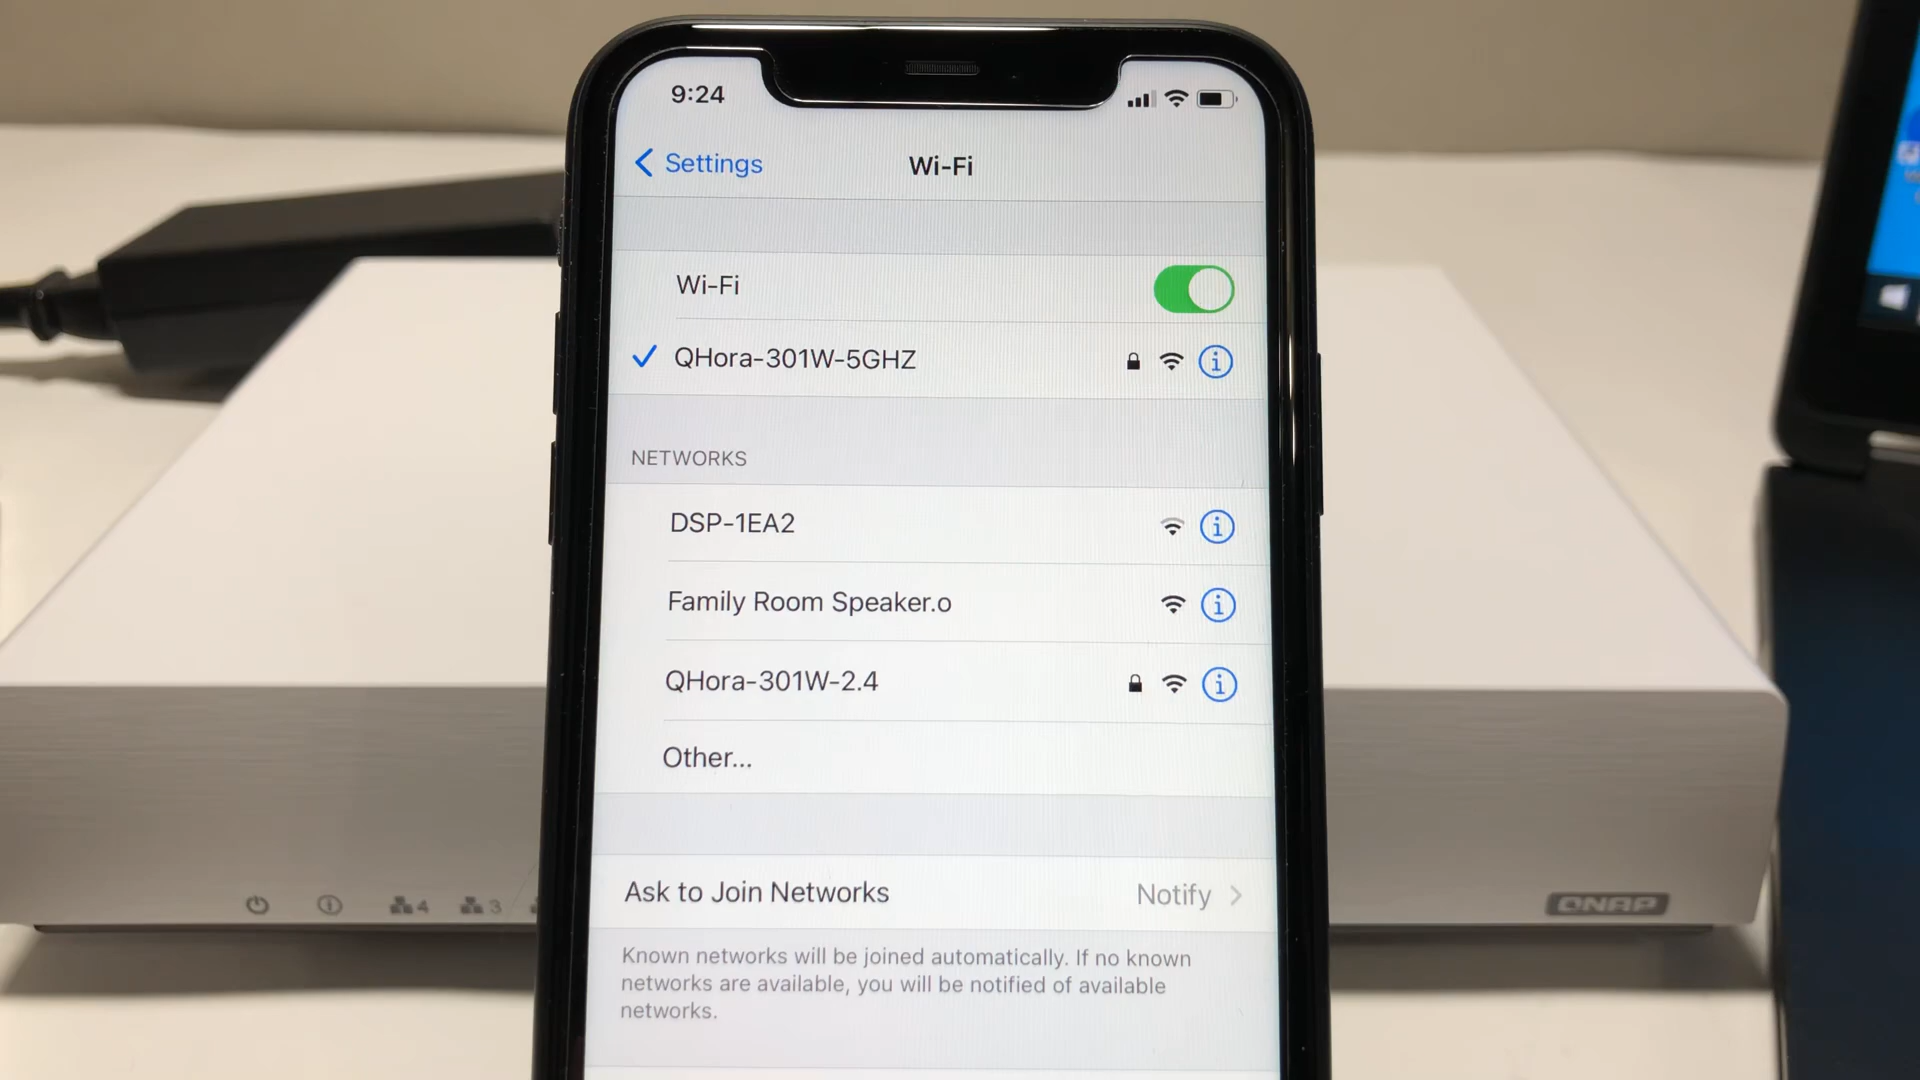 9:24
Settings
Wi-Fi
Wi-Fi
QHora-301W-5GHZ
NETWORKS
DSP-1EA2
Family Room Speaker.o
QHora-301W-2.4
Other...
Ask to Join Networks Notify
Known networks will be joined automatically. If no known
networks are available, you will be notified of available
networks.
4 3
QNAP